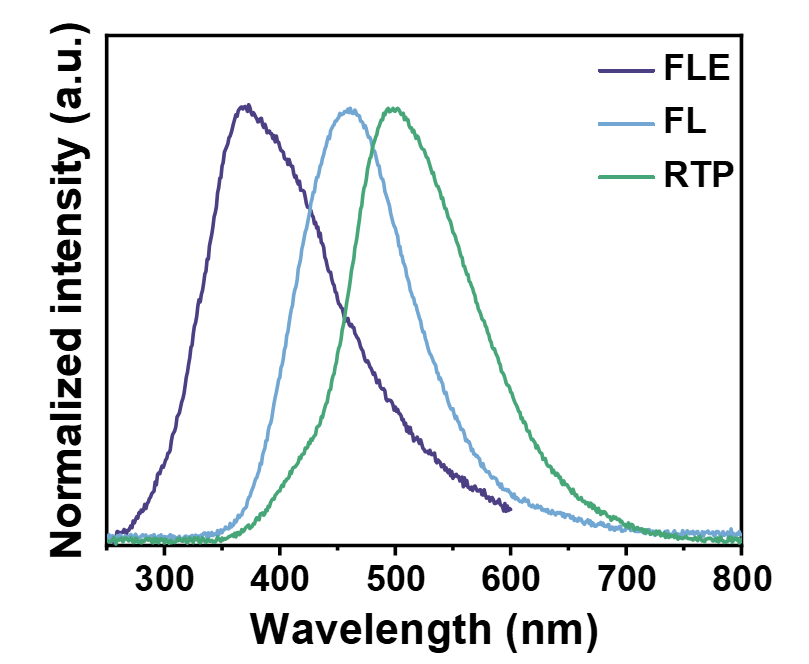 Normalized intensity (a.u.)
FLE
FL
RTP
300 400 500 600 700 800
Wavelength (nm)